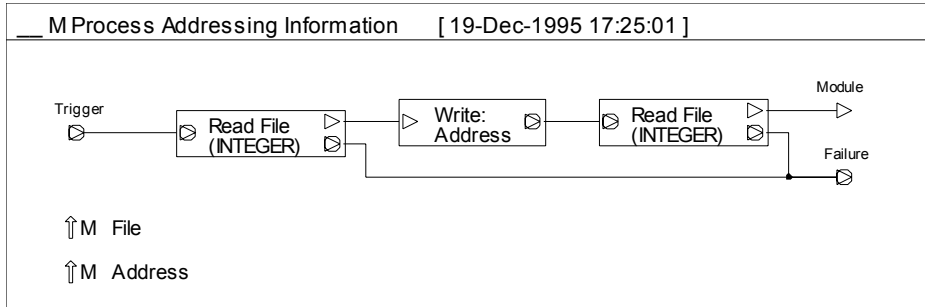 __ M Process Addressing Information [ 19-Dec-1995 17:25:01 ]
Module
Trigger
Read File
(INTEGER)
Write:
Address
Read File
(INTEGER)
Failure
⇑ M File
⇑ M Address